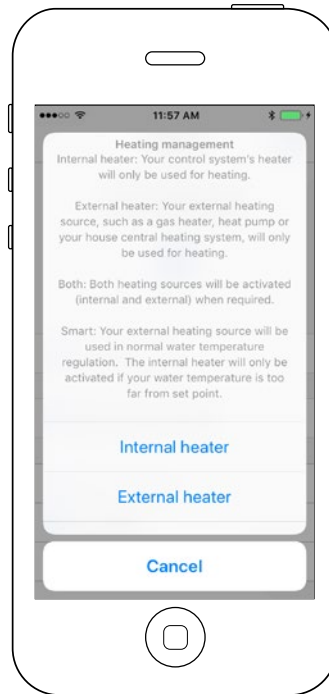 11:57 AM
Heating management
Internal heater: Your control system's heater
will only be used for heating.
External heater: Your external heating
source, such as a gas heater, heat pump or
your house central heating system, will only
be used for heating.
Both: Both heating sources will be activated
(internal and external) when required.
Smart: Your external heating source will be
used in normal water temperature
regulation.  The internal heater will only be
activated if your water temperature is too
far from set point.
Internal heater
External heater
Cancel